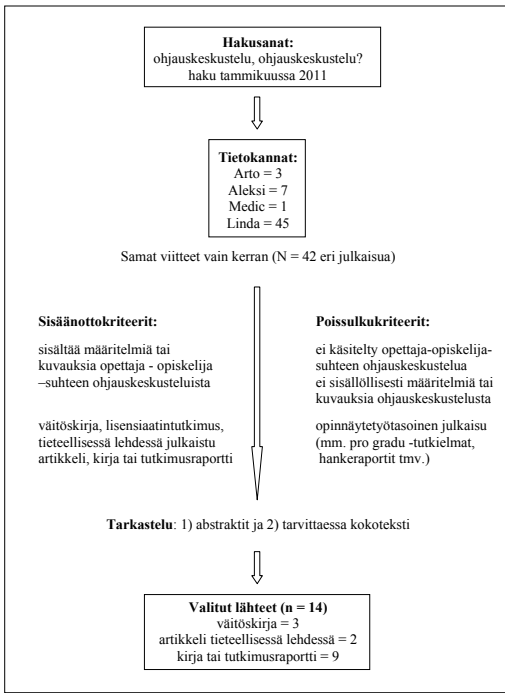 Hakusanat:
ohjauskeskustelu, ohjauskeskustelu?
haku tammikuussa 2011
Tietokannat:
Arto = 3
Aleksi = 7
Medic = 1
Linda = 45
Samat viitteet vain kerran (N = 42 eri julkaisua)
Sisäänottokriteerit:
sisältää määritelmiä tai
kuvauksia opettaja - opiskelija
–suhteen ohjauskeskusteluista
väitöskirja, lisensiaatintutkimus,
tieteellisessä lehdessä julkaistu
artikkeli, kirja tai tutkimusraportti
Poissulkukriteerit:
ei käsitelty opettaja-opiskelija-
suhteen ohjauskeskustelua
ei sisällöllisesti määritelmiä tai
kuvauksia ohjauskeskustelusta
opinnäytetyötasoinen julkaisu
(mm. pro gradu -tutkielmat,
hankeraportit tmv.)
Tarkastelu: 1) abstraktit ja 2) tarvittaessa kokoteksti
Valitut lähteet (n = 14)
väitöskirja = 3
artikkeli tieteellisessä lehdessä = 2
kirja tai tutkimusraportti = 9